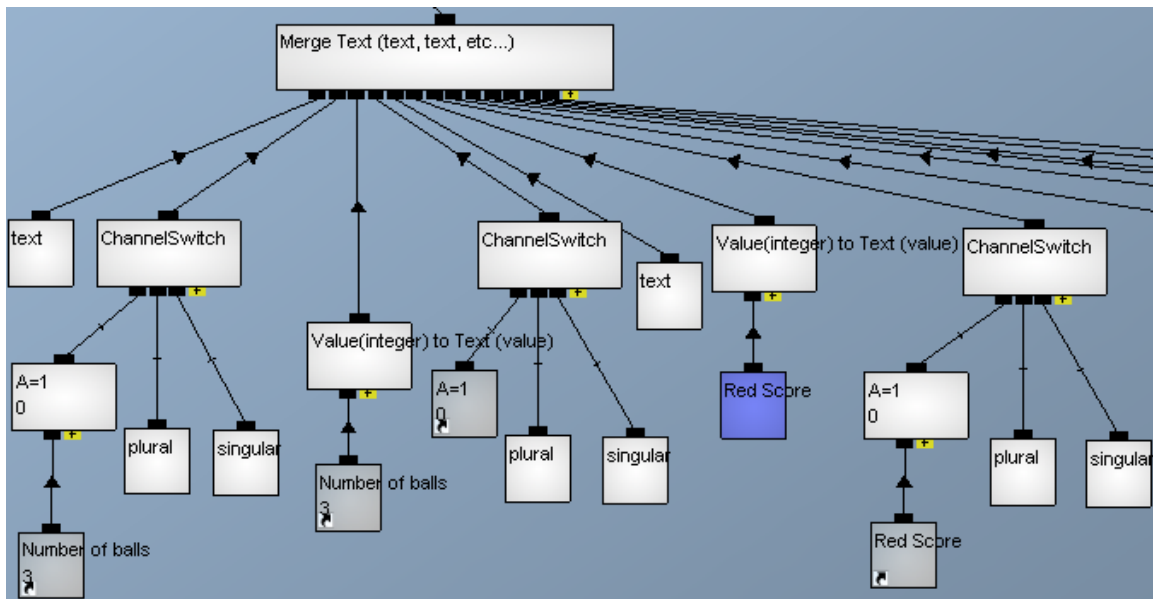 Merge Text (text, text, etc...)
text
ChannelSwitch
ChannelSwitch
text
Value(integer) to Text (value)
ChannelSwitch
Value(integer) to Text (value)
A=1
0
plural
singular
A=1
0
plural
singular
Red Score
A=1
0
plural
singular
Number of balls
3
Number of balls
3
Red Score